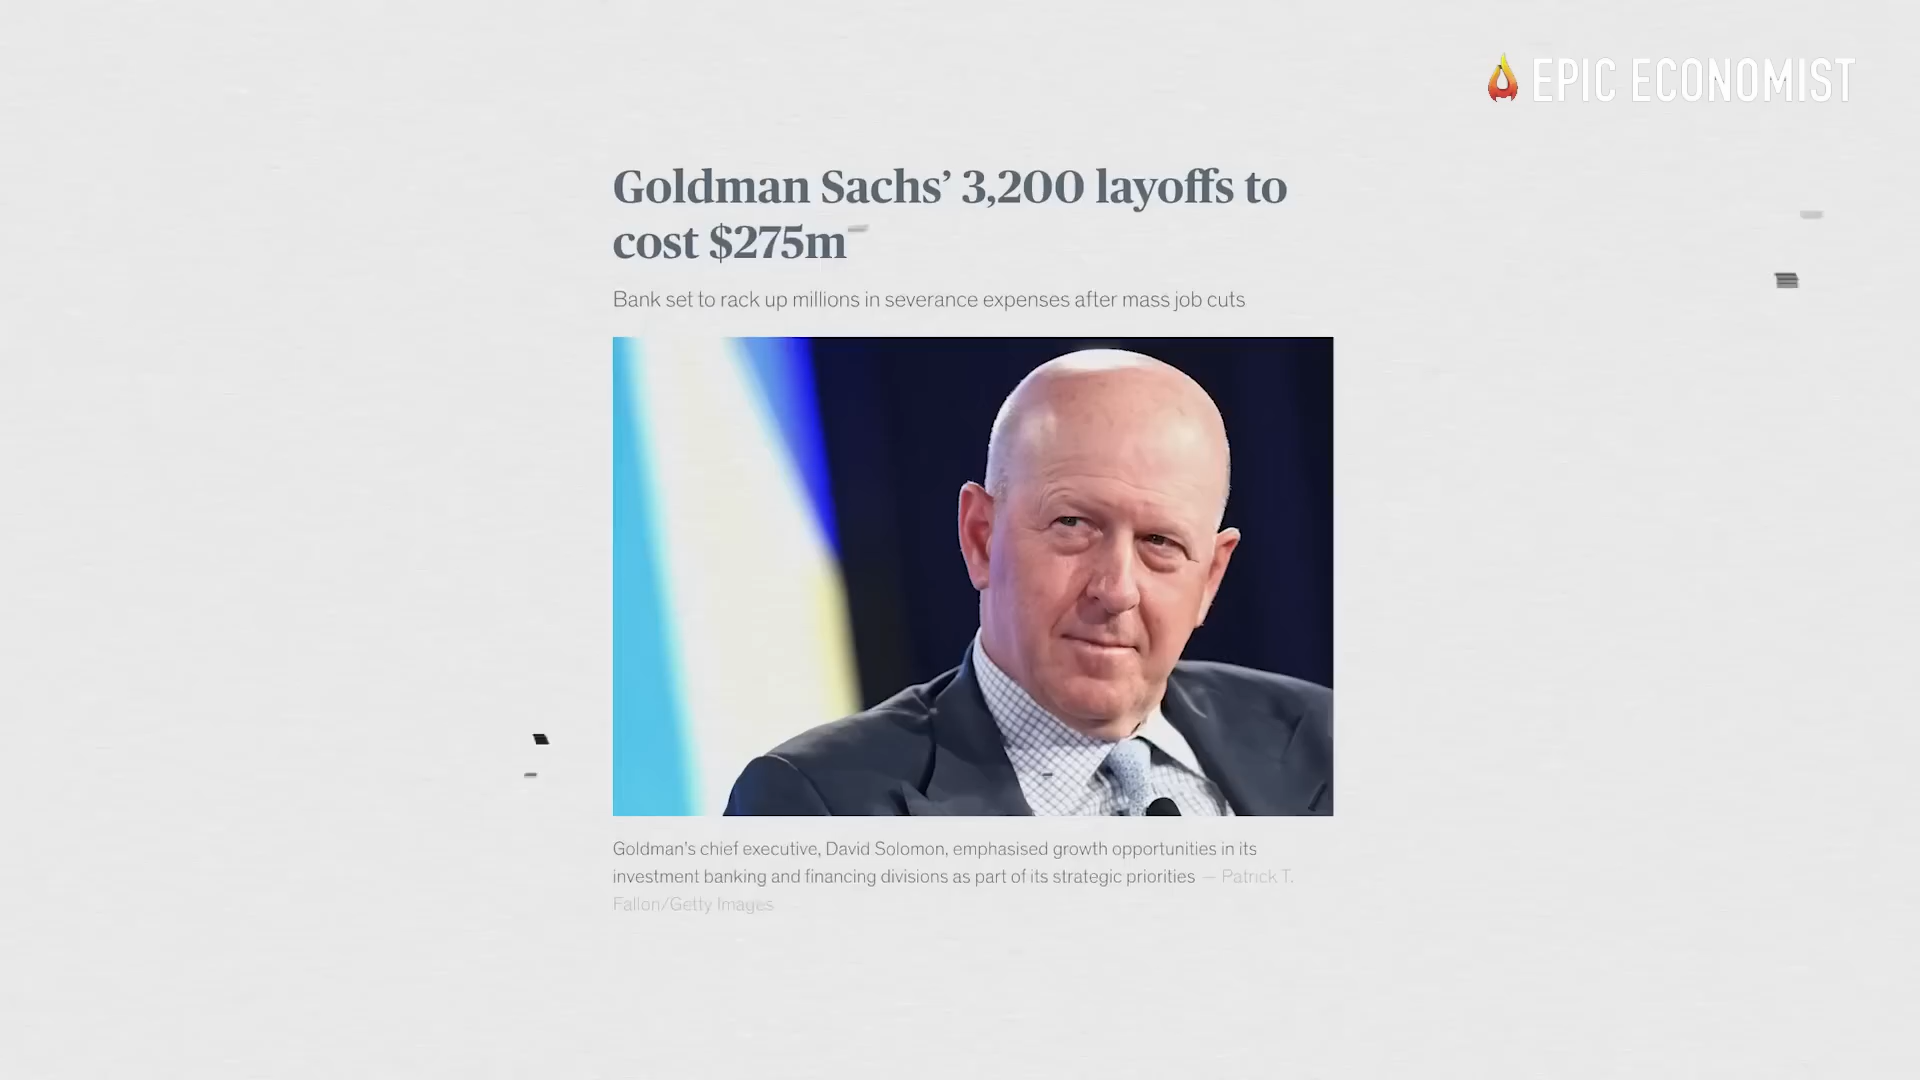 EPIC ECONOMIST
Goldman Sachs’ 3,200 layoffs to
cost $275m
Bank set to rack up millions in severance expenses after mass job cuts
Goldman's chief executive, David Solomon, emphasised growth opportunities in its
investment banking and financing divisions as part of its strategic priorities — Patrick T.
Fallon/Getty Images